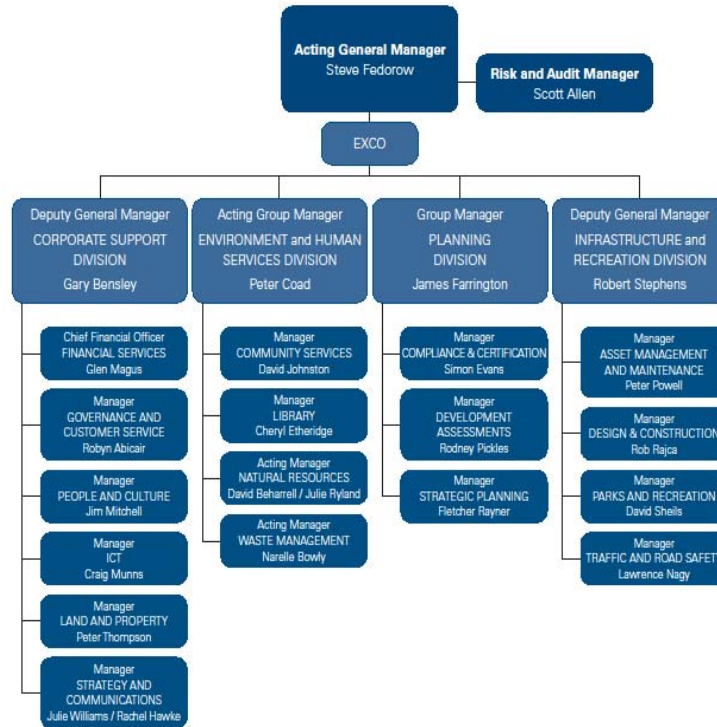 Acting General Manager
Steve Fedorow
Risk and Audit Manager
Scott Allen
EXCO
Deputy General Manager
CORPORATE SUPPORT
DIVISION
Gary Bensley
Chief Financial Officer
FINANCIAL SERVICES
Glen Magus
Manager
GOVERNANCE AND
CUSTOMER SERVICE
Robyn Abicair
Manager
PEOPLE AND CULTURE
Jim Mitchell
Manager
ICT
Craig Munns
Manager
LAND AND PROPERTY
Peter Thompson
Manager
STRATEGY AND
COMMUNICATIONS
Julie Williams / Rachel Hawke
Acting Group Manager
ENVIRONMENT and HUMAN
SERVICES DIVISION
Peter Coad
Manager
COMMUNITY SERVICES
David Johnston
Manager
LIBRARY
Cheryl Etheridge
Acting Manager
NATURAL RESOURCES
David Beharrell / Julie Ryland
Acting Manager
WASTE MANAGEMENT
Narelle Bowly
Group Manager
PLANNING
DIVISION
James Farrington
Manager
COMPLIANCE & CERTIFICATION
Simon Evans
Manager
DEVELOPMENT
ASSESSMENTS
Rodney Pickles
Manager
STRATEGIC PLANNING
Fletcher Rayner
Deputy General Manager
INFRASTRUCTURE and
RECREATION DIVISION
Robert Stephens
Manager
ASSET MANAGEMENT
AND MAINTENANCE
Peter Powell
Manager
DESIGN & CONSTRUCTION
Rob Rajca
Manager
PARKS AND RECREATION
David Sheils
Manager
TRAFFIC AND ROAD SAFETY
Lawrence Nagy